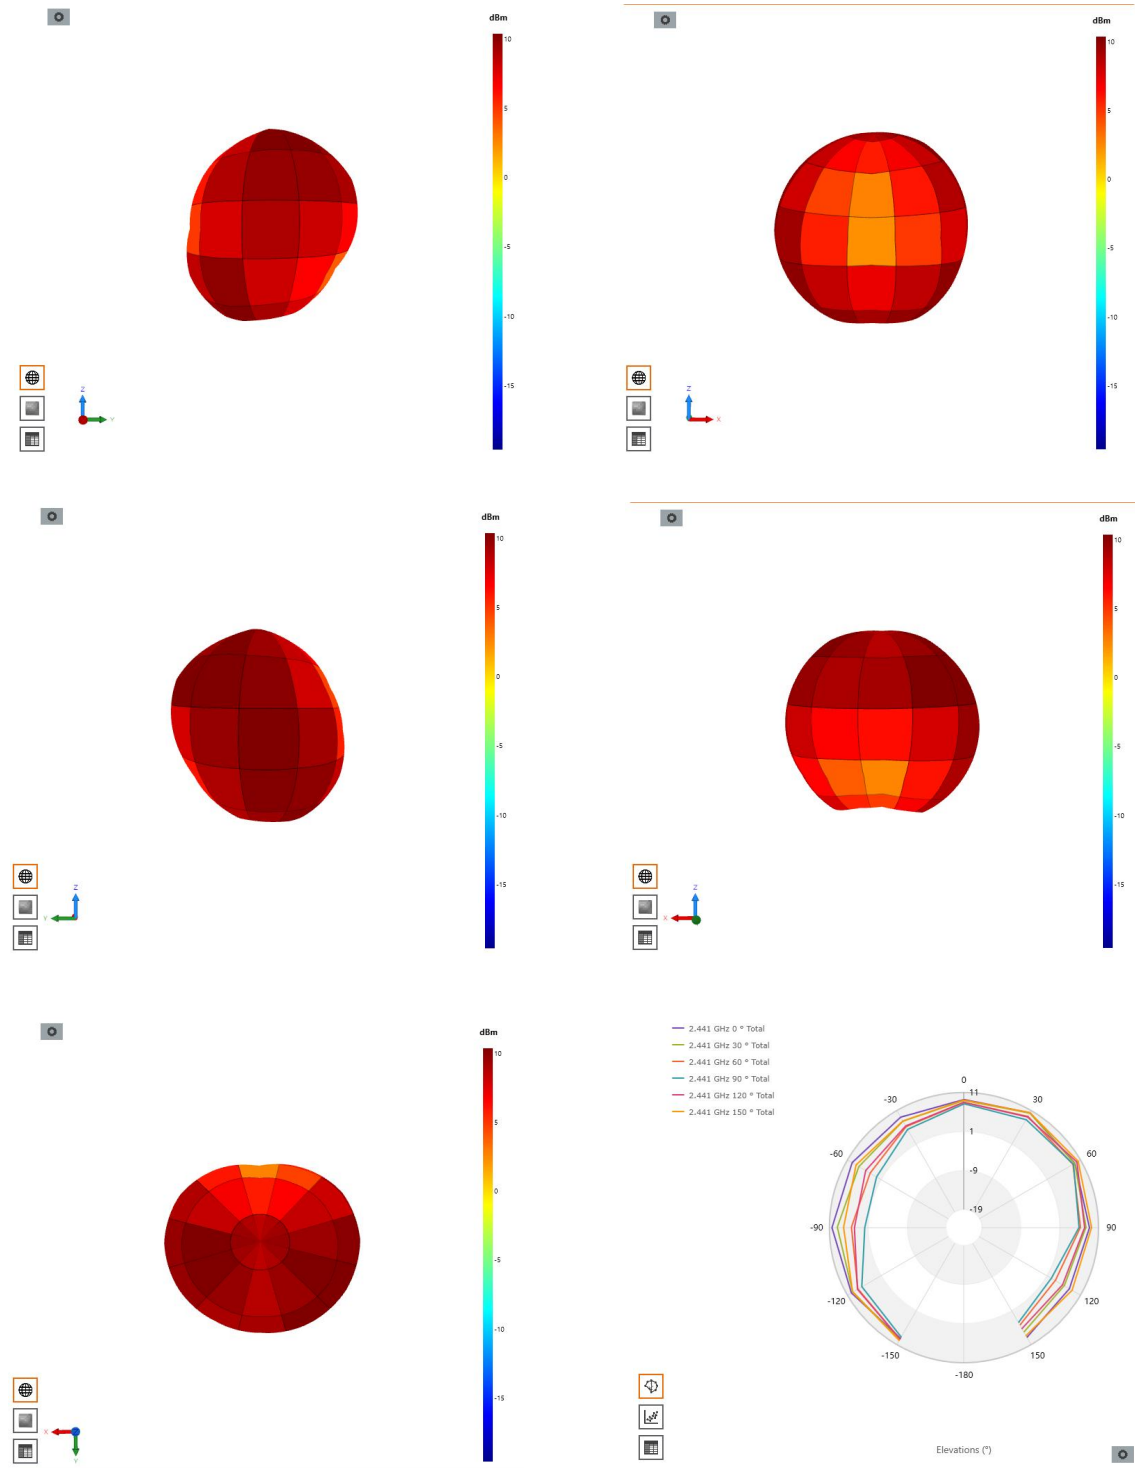 dBm
10
5
0
-5
-10
-15
Z
Y
dBm
10
5
0
-5
-10
-15
Z
X
dBm
10
5
0
-5
-10
-15
Z
Y
dBm
10
5
0
-5
-10
-15
Z
X
dBm
10
5
0
-5
-10
-15
X
Y
2.441 GHz 0 ° Total
2.441 GHz 30 ° Total
2.441 GHz 60 ° Total
2.441 GHz 90 ° Total
2.441 GHz 120 ° Total
2.441 GHz 150 ° Total
0
11
-30
30
1
-60
60
-9
-19
-90
90
-120
120
-150
150
-180
Elevations (°)